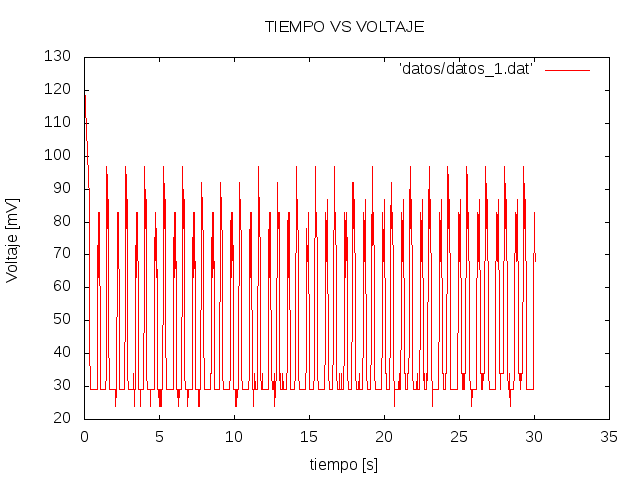 TIEMPO VS VOLTAJE
'datos/datos_1.dat'
130
120
110
100
90
80
70
60
50
40
30
20
Voltaje [mV]
0 5 10 15 20 25 30 35
tiempo [s]